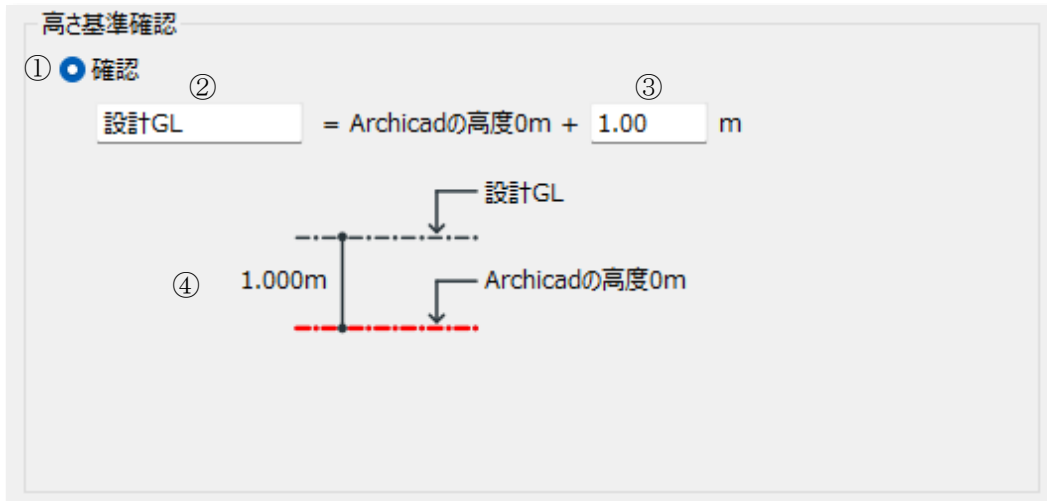 高さ基準確認
① 確認
② ③
設計GL = Archicadの高度0m + 1.00 m
設計GL
④ 1.000m Archicadの高度0m